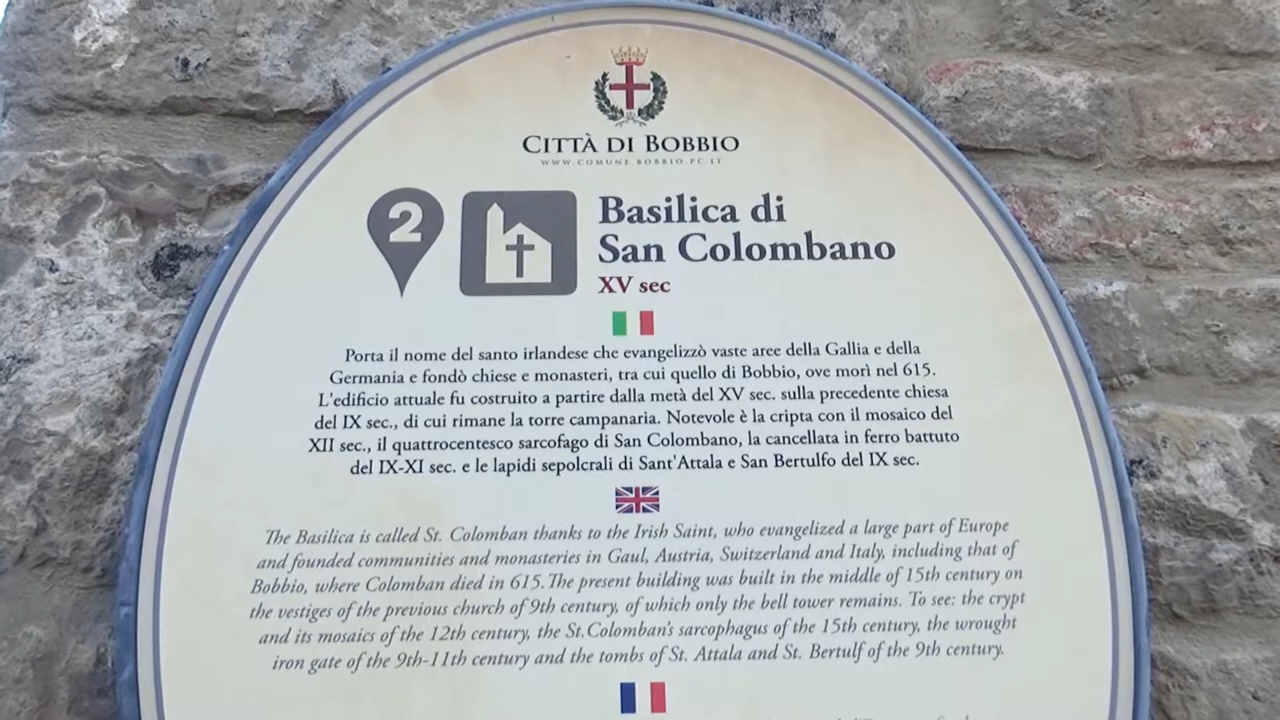 CITTÀ DI BOBBIO
WWW.COMUNE.BOBBIO.PC.IT
2
Basilica di
San Colombano
XV sec
Porta il nome del santo irlandese che evangelizzò vaste aree della Gallia e della
Germania e fondò chiese e monasteri, tra cui quello di Bobbio, ove morì nel 615.
L'edificio attuale fu costruito a partire dalla metà del XV sec. sulla precedente chiesa
del IX sec., di cui rimane la torre campanaria. Notevole è la cripta con il mosaico del
XII sec., il quattrocentesco sarcofago di San Colombano, la cancellata in ferro battuto
del IX-XI sec. e le lapidi sepolcrali di Sant'Attala e San Bertulfo del IX sec.
The Basilica is called St. Colomban thanks to the Irish Saint, who evangelized a large part of Europe
and founded communities and monasteries in Gaul, Austria, Switzerland and Italy, including that of
Bobbio, where Colomban died in 615. The present building was built in the middle of 15th century on
the vestiges of the previous church of 9th century, of which only the bell tower remains. To see: the crypt
and its mosaics of the 12th century, the St.Colomban's sarcophagus of the 15th century, the wrought
iron gate of the 9th-11th century and the tombs of St. Attala and St. Bertulf of the 9th century.